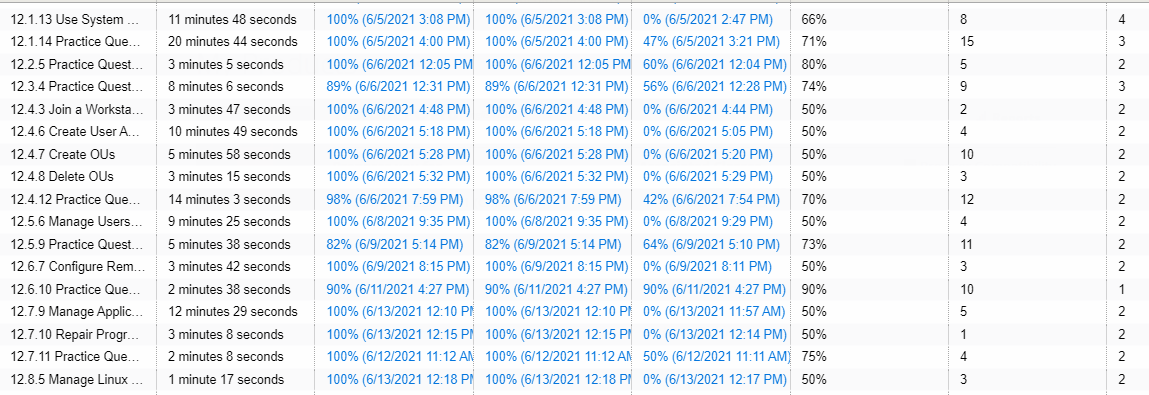 12.1.13 Use System ... 11 minutes 48 seconds 100% (6/5/2021 3:08 PM) 100% (6/5/2021 3:08 PM) 0% (6/5/2021 2:47 PM) 66% 8 4
12.1.14 Practice Que... 20 minutes 44 seconds 100% (6/5/2021 4:00 PM) 100% (6/5/2021 4:00 PM) 47% (6/5/2021 3:21 PM) 71% 15 3
12.2.5 Practice Quest... 3 minutes 5 seconds 100% (6/6/2021 12:05 PM 100% (6/6/2021 12:05 PM 60% (6/6/2021 12:04 PM) 80% 5 2
12.3.4 Practice Quest... 8 minutes 6 seconds 89% (6/6/2021 12:31 PM) 89% (6/6/2021 12:31 PM) 56% (6/6/2021 12:28 PM) 74% 9 3
12.4.3 Join a Worksta... 3 minutes 47 seconds 100% (6/6/2021 4:48 PM) 100% (6/6/2021 4:48 PM) 0% (6/6/2021 4:44 PM) 50% 2 2
12.4.6 Create User A... 10 minutes 49 seconds 100% (6/6/2021 5:18 PM) 100% (6/6/2021 5:18 PM) 0% (6/6/2021 5:05 PM) 50% 4 2
12.4.7 Create OUs 5 minutes 58 seconds 100% (6/6/2021 5:28 PM) 100% (6/6/2021 5:28 PM) 0% (6/6/2021 5:20 PM) 50% 10 2
12.4.8 Delete OUs 3 minutes 15 seconds 100% (6/6/2021 5:32 PM) 100% (6/6/2021 5:32 PM) 0% (6/6/2021 5:29 PM) 50% 3 2
12.4.12 Practice Que... 14 minutes 3 seconds 98% (6/6/2021 7:59 PM) 98% (6/6/2021 7:59 PM) 42% (6/6/2021 7:54 PM) 70% 12 2
12.5.6 Manage Users... 9 minutes 25 seconds 100% (6/8/2021 9:35 PM) 100% (6/8/2021 9:35 PM) 0% (6/8/2021 9:29 PM) 50% 4 2
12.5.9 Practice Quest... 5 minutes 38 seconds 82% (6/9/2021 5:14 PM) 82% (6/9/2021 5:14 PM) 64% (6/9/2021 5:10 PM) 73% 11 2
12.6.7 Configure Rem... 3 minutes 42 seconds 100% (6/9/2021 8:15 PM) 100% (6/9/2021 8:15 PM) 0% (6/9/2021 8:11 PM) 50% 3 2
12.6.10 Practice Que... 2 minutes 38 seconds 90% (6/11/2021 4:27 PM) 90% (6/11/2021 4:27 PM) 90% (6/11/2021 4:27 PM) 90% 10 1
12.7.9 Manage Applic... 12 minutes 29 seconds 100% (6/13/2021 12:10 PM 100% (6/13/2021 12:10 PM 0% (6/13/2021 11:57 AM) 50% 5 2
12.7.10 Repair Progr... 3 minutes 8 seconds 100% (6/13/2021 12:15 PM 100% (6/13/2021 12:15 PM 0% (6/13/2021 12:14 PM) 50% 1 2
12.7.11 Practice Que... 2 minutes 8 seconds 100% (6/12/2021 11:12 AM 100% (6/12/2021 11:12 AM 50% (6/12/2021 11:11 AM) 75% 4 2
12.8.5 Manage Linux ... 1 minute 17 seconds 100% (6/13/2021 12:18 PM 100% (6/13/2021 12:18 PM 0% (6/13/2021 12:17 PM) 50% 3 2